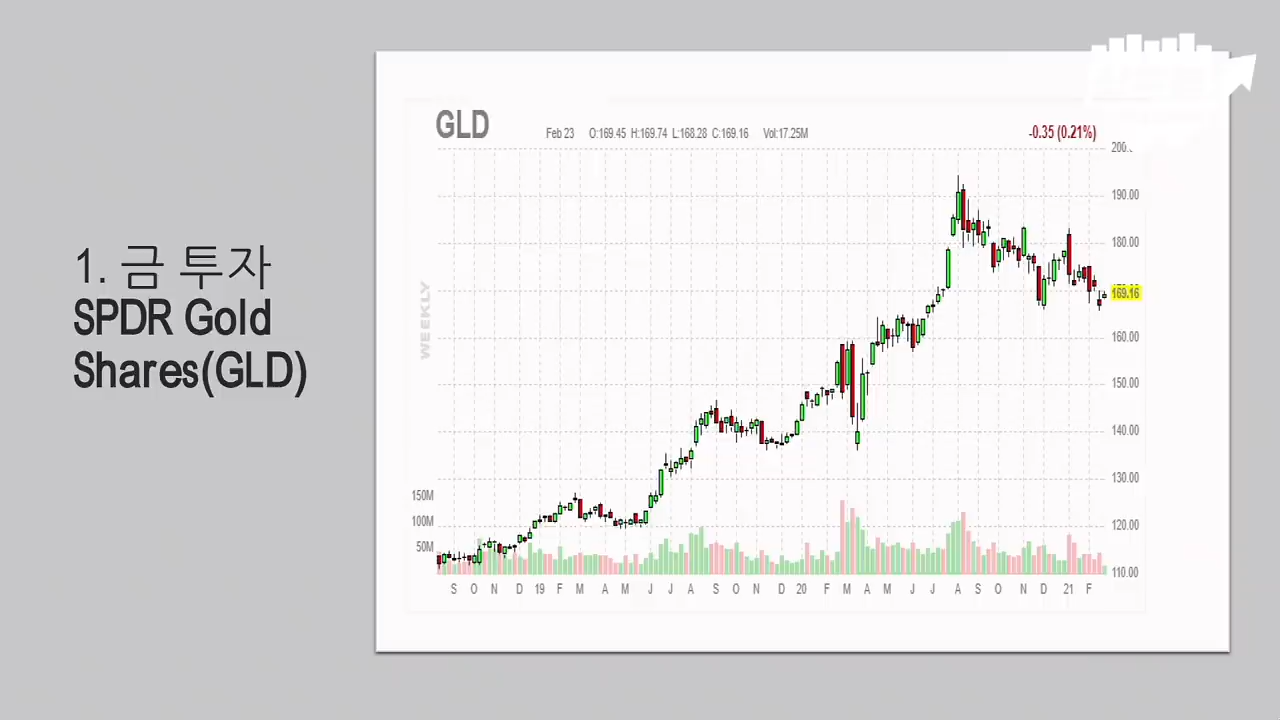 1. 금 투자
SPDR Gold
Shares(GLD)
GLD
Feb 23 O:169.45 H:169.74 L:168.28 C:169.16 Vol:17.25M
-0.35 (0.21%)
WEEKLY
200.
190.00
180.00
169.16
160.00
150.00
140.00
130.00
120.00
110.00
150M
100M
50M
S O N D 19 F M A M J J A S O N D 20 F M A M J J A S O N D 21 F